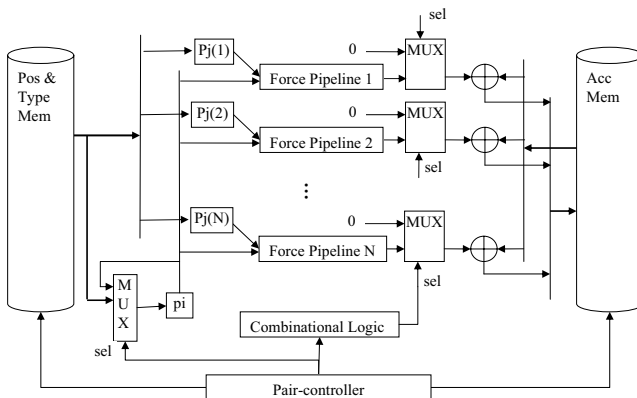 sel
Pos &
Type
Mem
Pj(1)
0
MUX
Acc
Mem
Force Pipeline 1
Pj(2)
0
MUX
Force Pipeline 2
sel
...
Pj(N)
0
MUX
Force Pipeline N
M
U
X
pi
sel
Combinational Logic
sel
Pair-controller